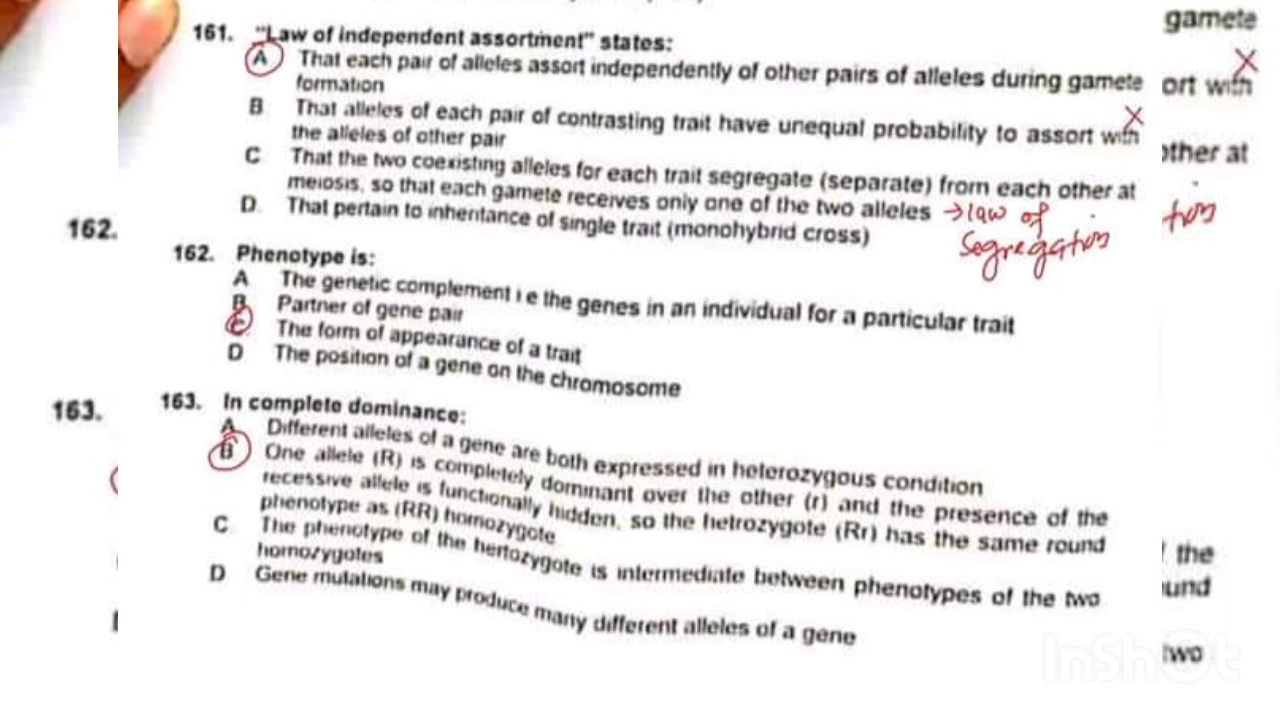 161. "Law of independent assortment" states:
A That each pair of alleles assort independently of other pairs of alleles during gamete
formation
B That alleles of each pair of contrasting trait have unequal probability to assort with
the alleles of other pair
C That the two coexisting alleles for each trait segregate (separate) from each other at
meiosis, so that each gamete receives only one of the two alleles → law of
segregation
D. That pertain to inheritance of single trait (monohybrid cross)
162. Phenotype is:
A The genetic complement i e the genes in an individual for a particular trait
B Partner of gene pair
C The form of appearance of a trait
D The position of a gene on the chromosome
163. In complete dominance:
A Different alleles of a gene are both expressed in heterozygous condition
B One allele (R) is completely dominant over the other (r) and the presence of the
recessive allele is functionally hidden, so the hetrozygote (Rr) has the same round
phenotype as (RR) homozygote
C The phenotype of the hertozygote is intermediate between phenotypes of the two
homozygotes
D Gene mutations may produce many different alleles of a gene
162.
163.
gamete
ort with
other at
tion
the
und
two
InShOt